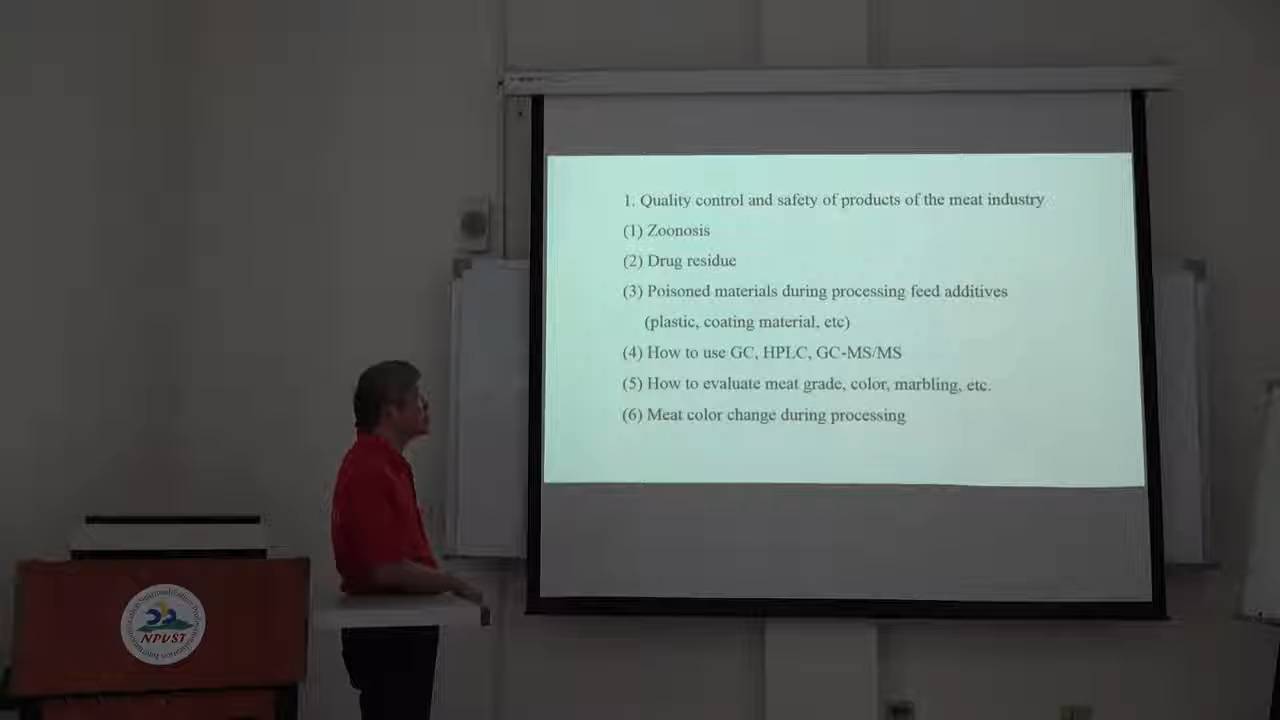 1. Quality control and safety of products of the meat industry
(1) Zoonosis
(2) Drug residue
(3) Poisoned materials during processing feed additives
(plastic, coating material, etc)
(4) How to use GC, HPLC, GC-MS/MS
(5) How to evaluate meat grade, color, marbling, etc.
(6) Meat color change during processing
NPUST